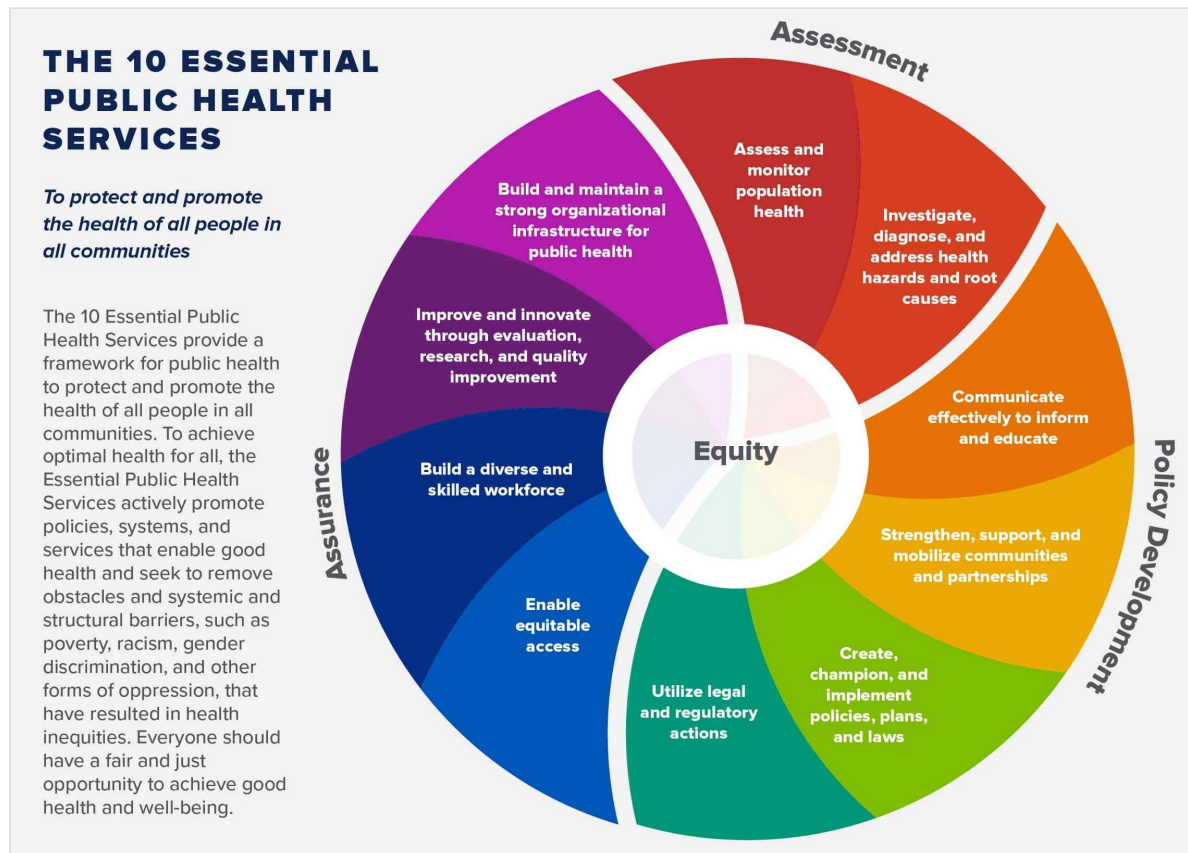 THE 10 ESSENTIAL
PUBLIC HEALTH
SERVICES
To protect and promote
the health of all people in
all communities
The 10 Essential Public
Health Services provide a
framework for public health
to protect and promote the
health of all people in all
communities. To achieve
optimal health for all, the
Essential Public Health
Services actively promote
policies, systems, and
services that enable good
health and seek to remove
obstacles and systemic and
structural barriers, such as
poverty, racism, gender
discrimination, and other
forms of oppression, that
have resulted in health
inequities. Everyone should
have a fair and just
opportunity to achieve good
health and well-being.
Assessment
Assess and
monitor
population
health
Investigate,
diagnose, and
address health
hazards and root
causes
Policy Development
Communicate
effectively to inform
and educate
Strengthen, support, and
mobilize communities
and partnerships
Create,
champion, and
implement
policies, plans,
and laws
Utilize legal
and regulatory
actions
Assurance
Enable
equitable
access
Build a diverse and
skilled workforce
Improve and innovate
through evaluation,
research, and quality
improvement
Build and maintain a
strong organizational
infrastructure for
public health
Equity